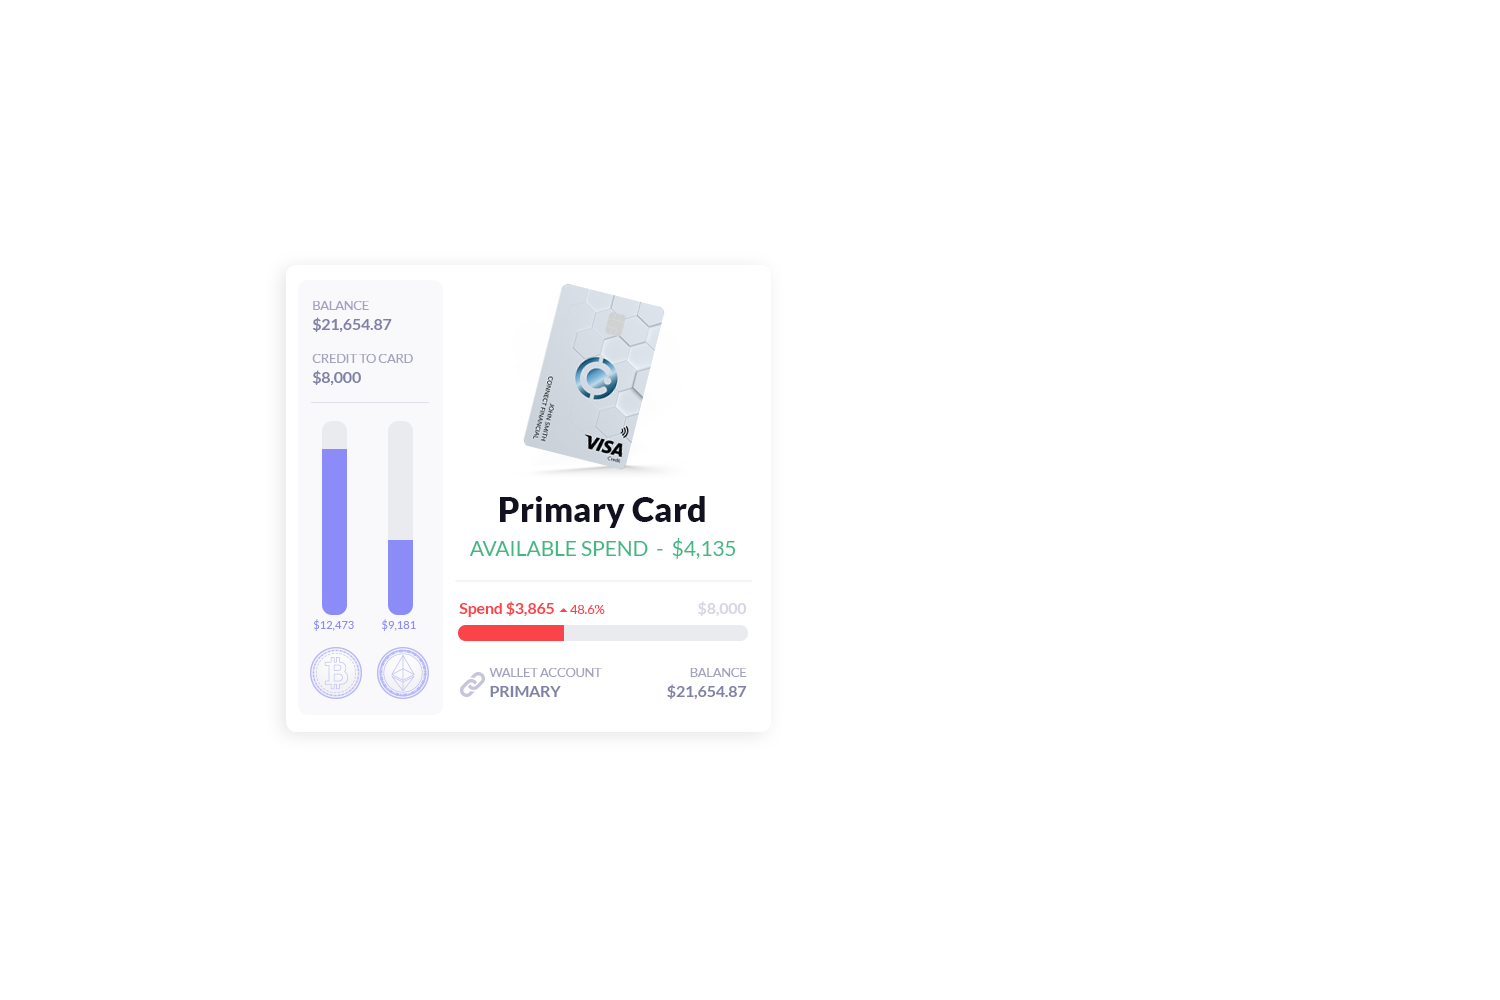 BALANCE
$21,654.87
CREDIT TO CARD
$8,000
$12,473
$9,181
JOHN SMITH
CONNECT FINANCIAL
VISA
Credit
Primary Card
AVAILABLE SPEND - $4,135
Spend $3,865 48.6%
$8,000
WALLET ACCOUNT
PRIMARY
BALANCE
$21,654.87